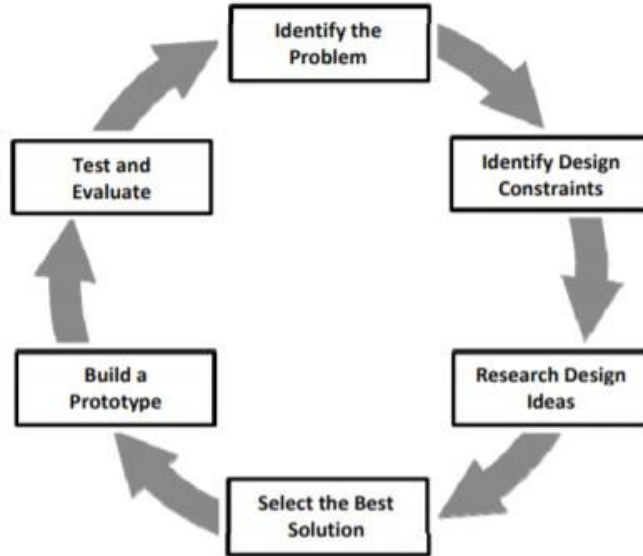 Identify the
Problem
Identify Design
Constraints
Research Design
Ideas
Select the Best
Solution
Build a
Prototype
Test and
Evaluate